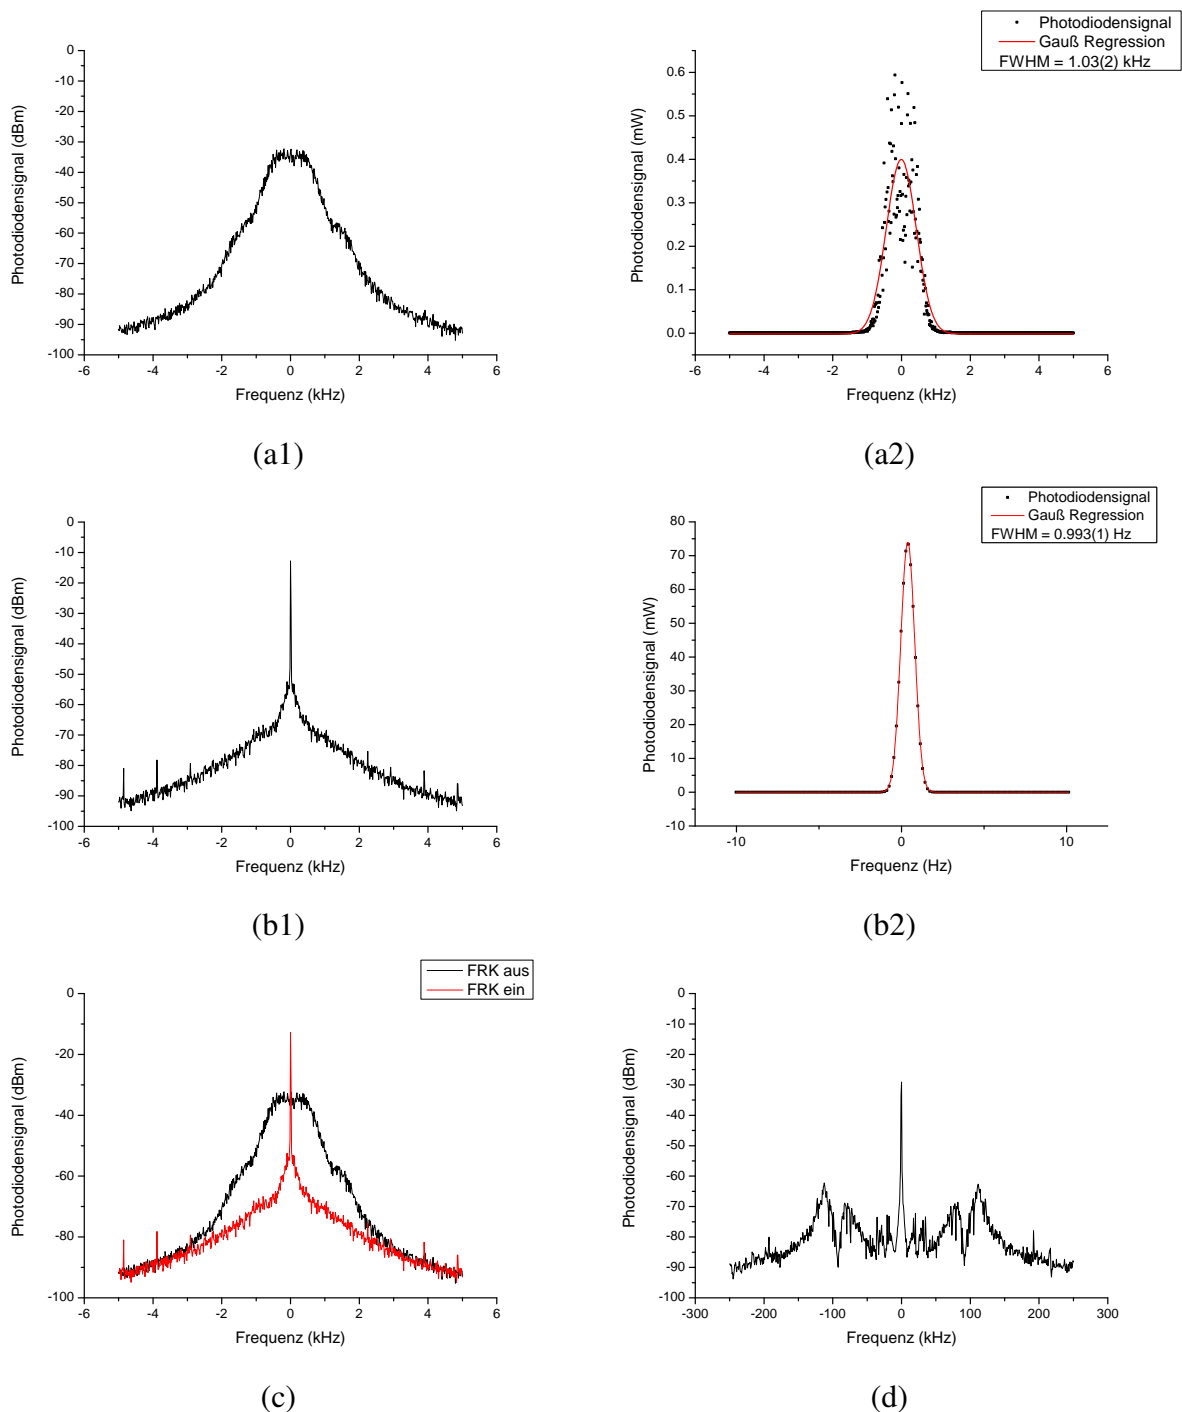 0
-10
-20
-30
-40
-50
-60
-70
-80
-90
-100
-6 -4 -2 0 2 4 6
Photodiodensignal (dBm)
Frequenz (kHz)
(a1)
Photodiodensignal
Gauß Regression
FWHM = 1.03(2) kHz
0.6
0.5
0.4
0.3
0.2
0.1
0.0
-6 -4 -2 0 2 4 6
Photodiodensignal (mW)
Frequenz (kHz)
(a2)
0
-10
-20
-30
-40
-50
-60
-70
-80
-90
-100
-6 -4 -2 0 2 4 6
Photodiodensignal (dBm)
Frequenz (kHz)
(b1)
Photodiodensignal
Gauß Regression
FWHM = 0.993(1) Hz
80
70
60
50
40
30
20
10
0
-10
-10 0 10
Photodiodensignal (mW)
Frequenz (Hz)
(b2)
FRK aus
FRK ein
0
-20
-40
-60
-80
-100
-6 -4 -2 0 2 4 6
Photodiodensignal (dBm)
Frequenz (kHz)
(c)
0
-10
-20
-30
-40
-50
-60
-70
-80
-90
-100
-300 -200 -100 0 100 200 300
Photodiodensignal (dBm)
Frequenz (kHz)
(d)